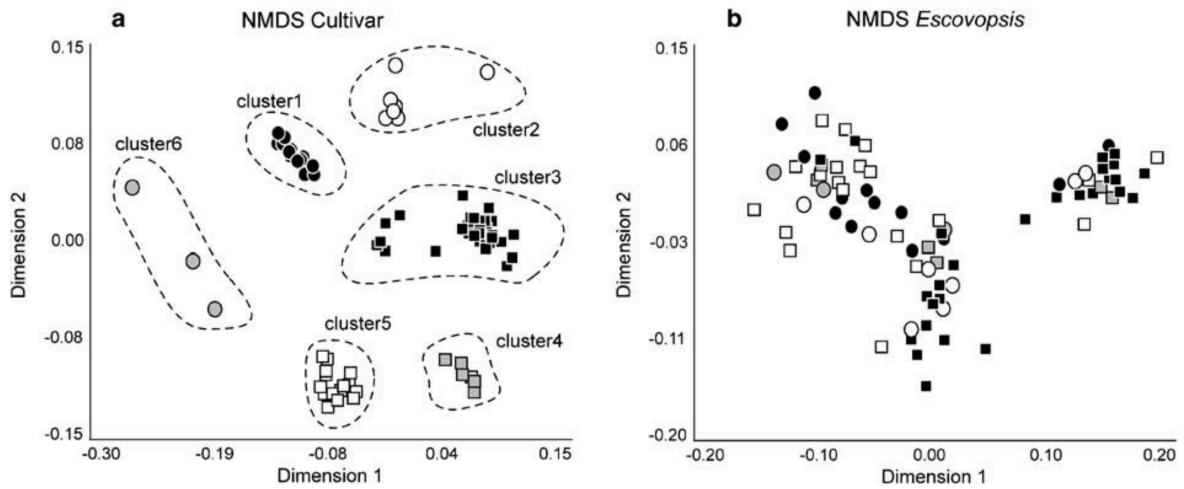 a NMDS Cultivar
0.15
0.08
0.00
-0.08
-0.15
Dimension 2
cluster1
cluster2
cluster6
cluster3
cluster5
cluster4
-0.30 -0.19 -0.08 0.04 0.15
Dimension 1
b NMDS Escovopsis
0.15
0.06
-0.03
-0.11
-0.20
Dimension 2
-0.20 -0.10 0.00 0.10 0.20
Dimension 1